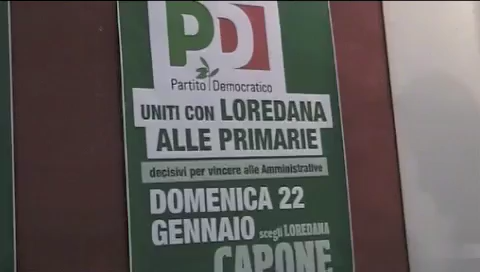 PD
Partito Democratico
UNITI CON LOREDANA
ALLE PRIMARIE
decisivi per vincere alle Amministrative
DOMENICA 22
GENNAIO scegli LOREDANA
CAPONE